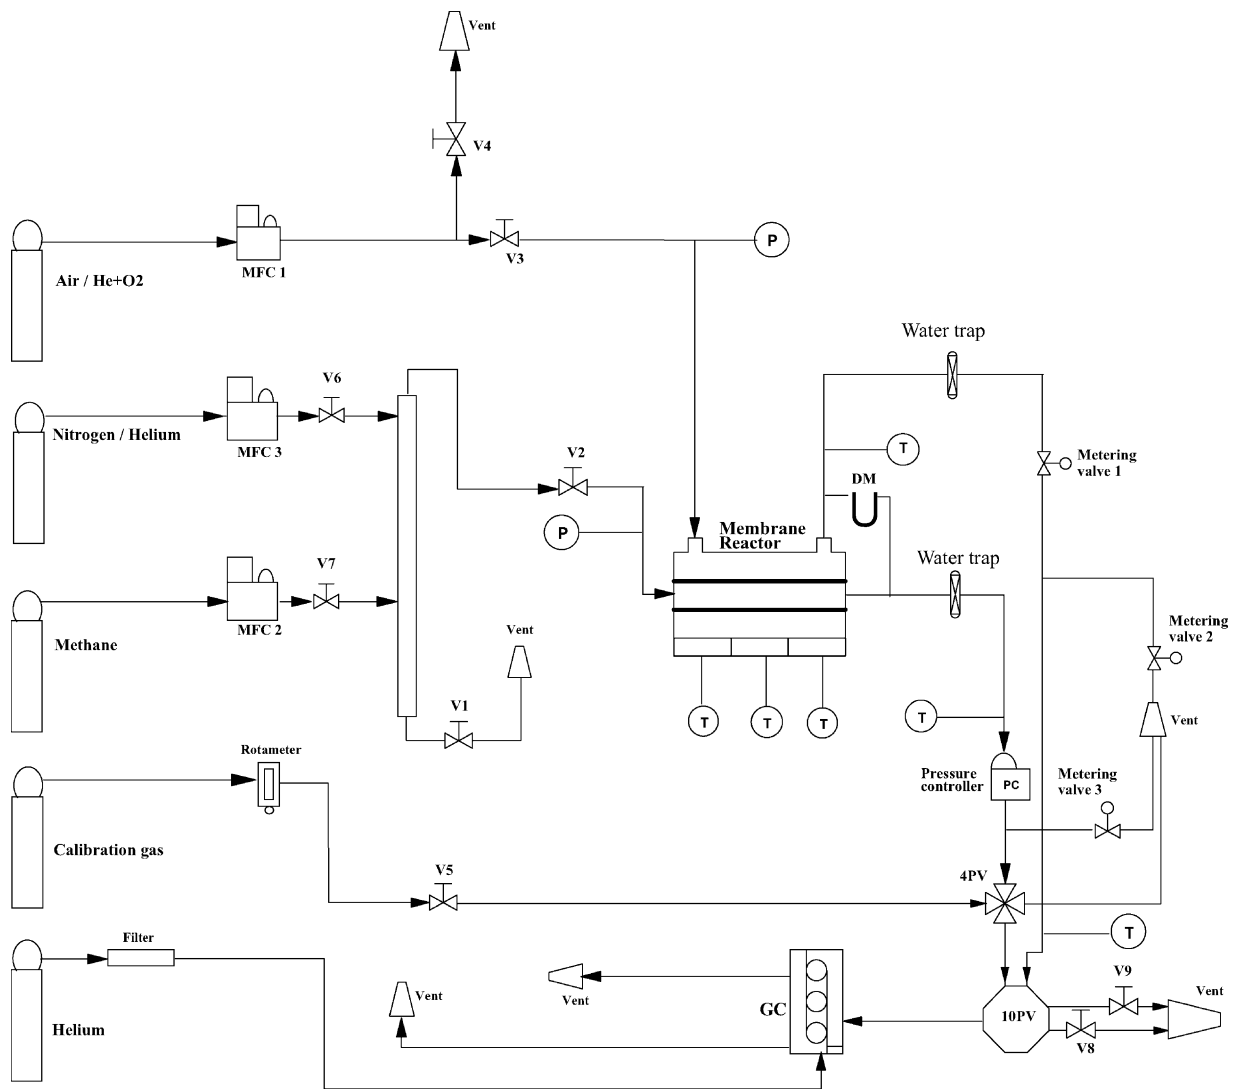 Vent
V4
V3
P
MFC 1
Air / He+O2
Water trap
V6
Nitrogen / Helium
MFC 3
V2
T
Metering
valve 1
DM
P
Membrane
Reactor
Water trap
V7
MFC 2
Methane
Vent
Metering
valve 2
V1
T
T
T
T
Vent
Rotameter
Pressure
controller
PC
Metering
valve 3
Calibration gas
V5
4PV
Filter
T
Helium
Vent
Vent
GC
10PV
V9
Vent
V8